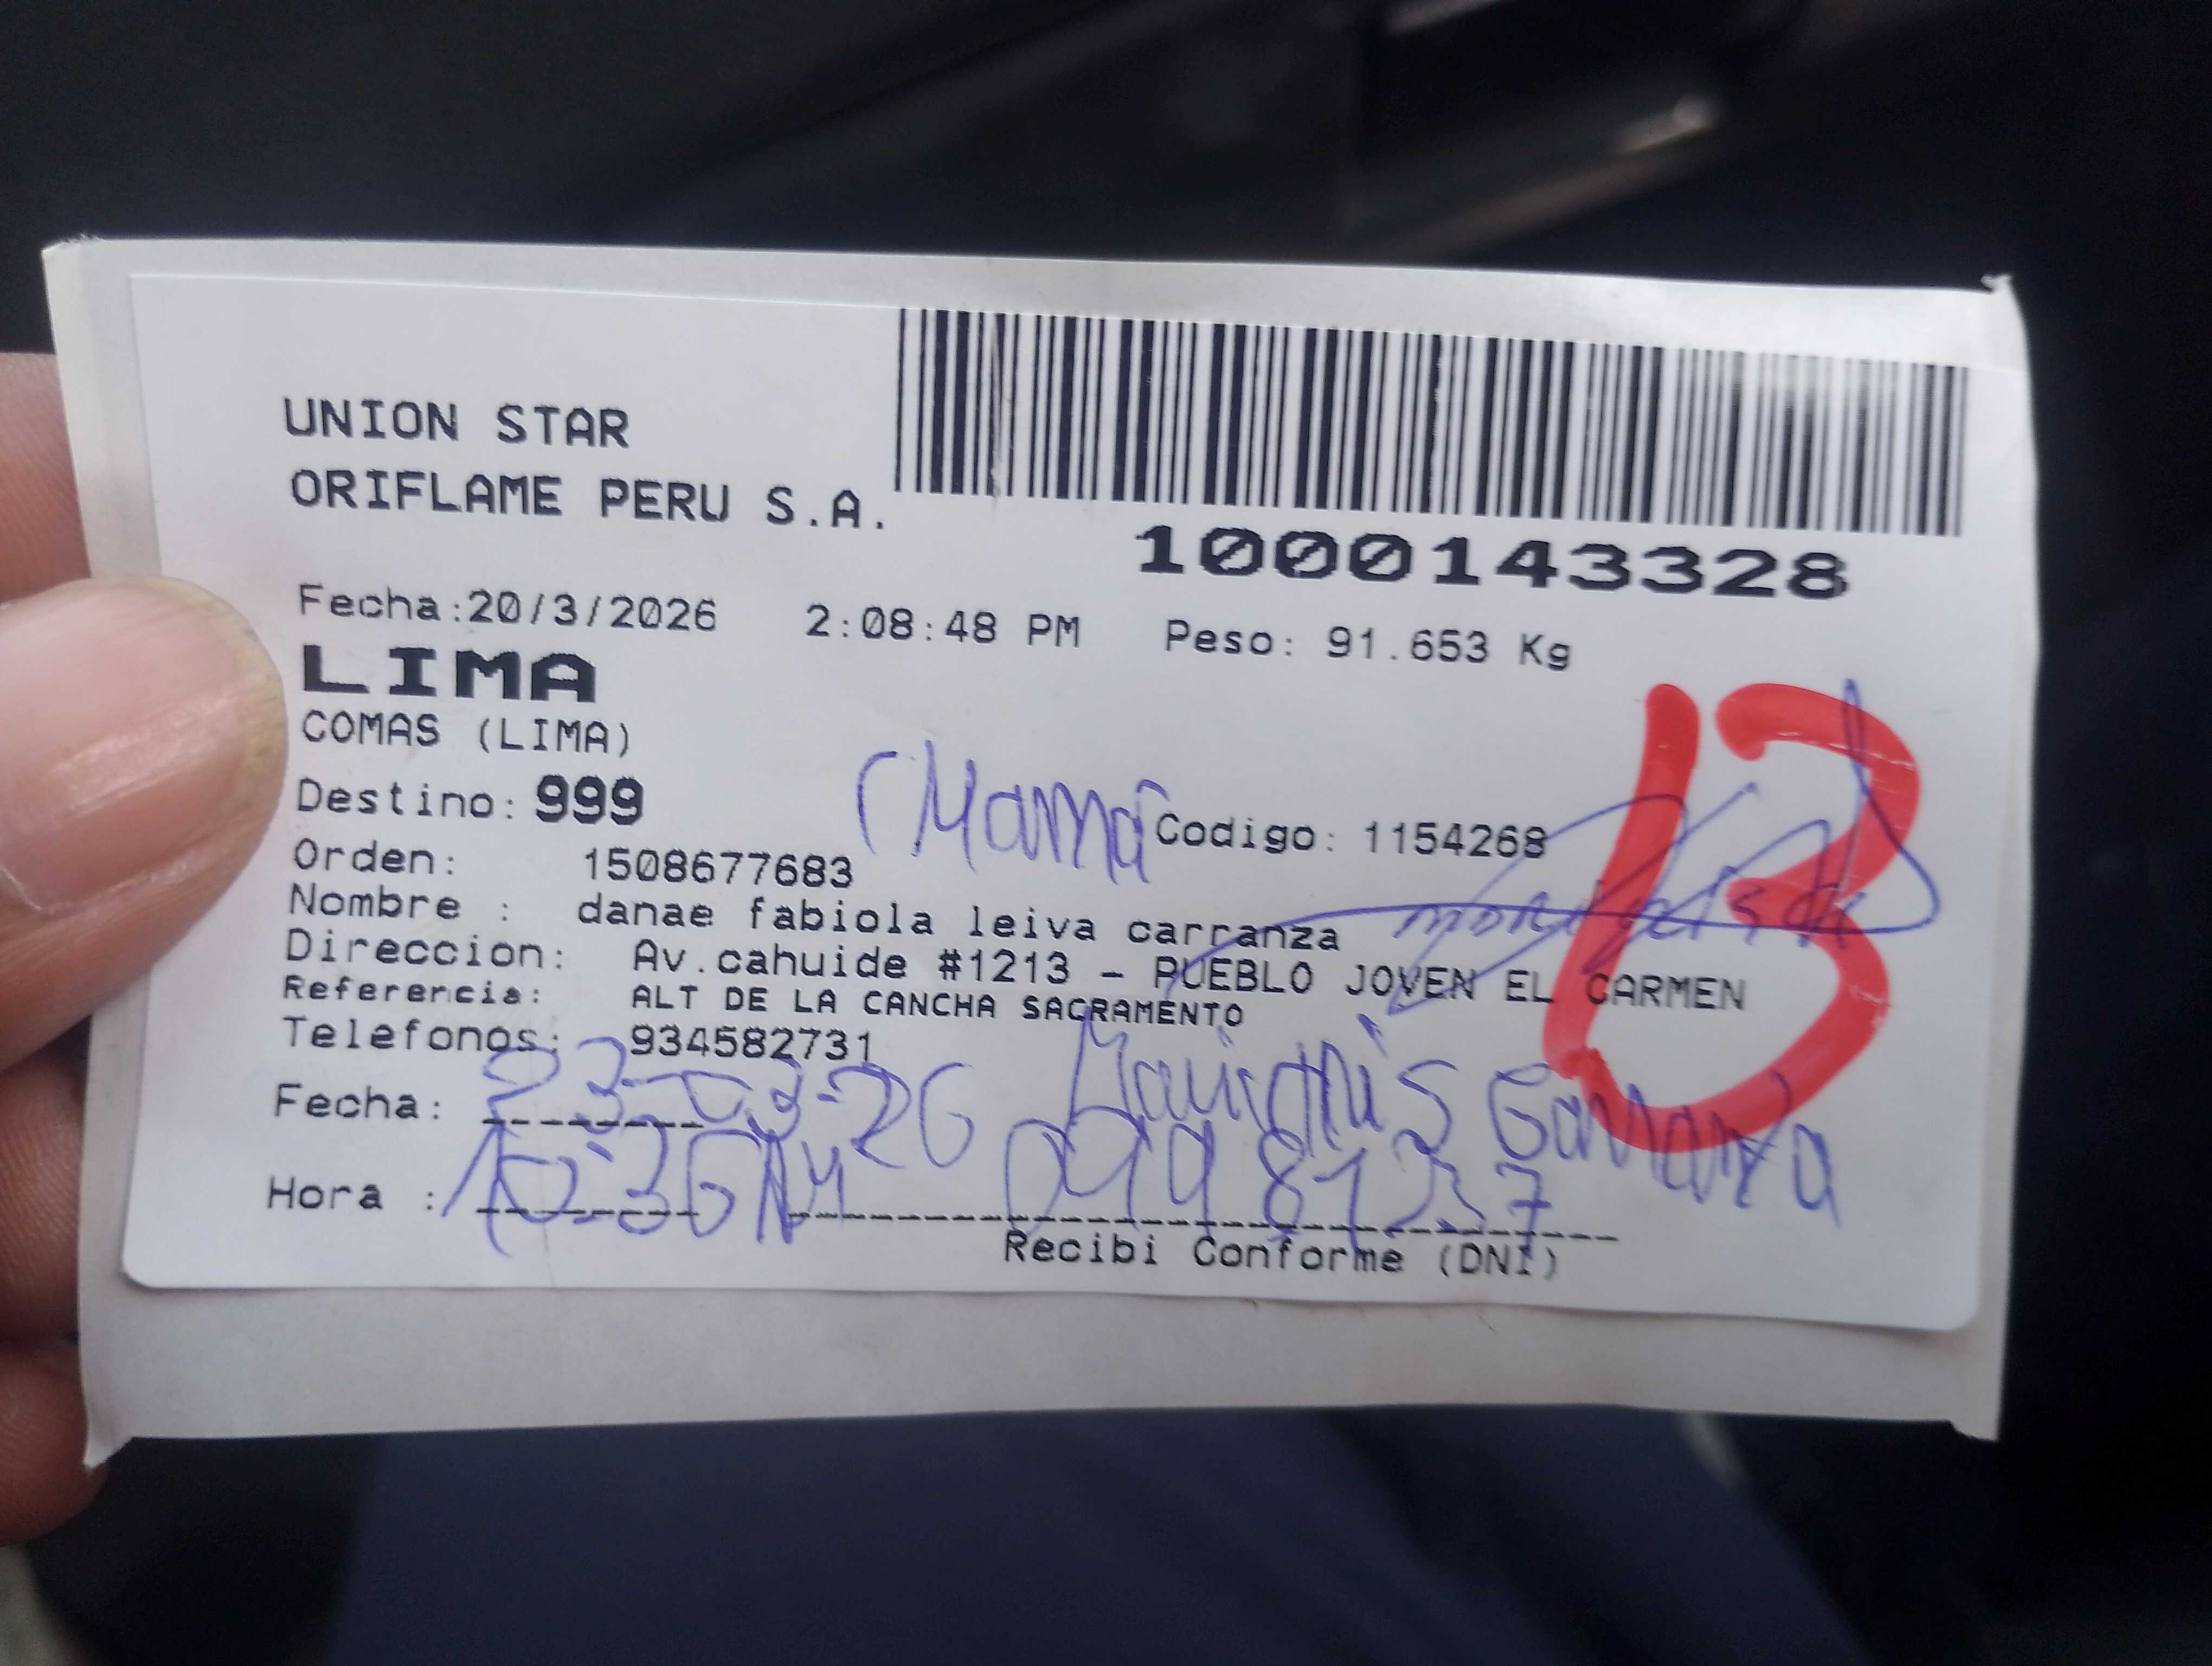 UNION STAR
ORIFLAME PERU S.A.
1000143328
Fecha:20/3/2026 2:08:48 PM Peso: 91.653 Kg
LIMA
COMAS (LIMA)
Destino: 999
(Mamá
Codigo: 1154268
13
Orden: 1508677683
Nombre : danae fabiola leiva carranza
Direccion: Av.cahuide #1213 - PUEBLO JOVEN EL CARMEN
Referencia: ALT DE LA CANCHA SACRAMENTO
Telefonos: 934582731
Fecha: 23-03-26
Hora : 10:36
Recibi Conforme (DNI)